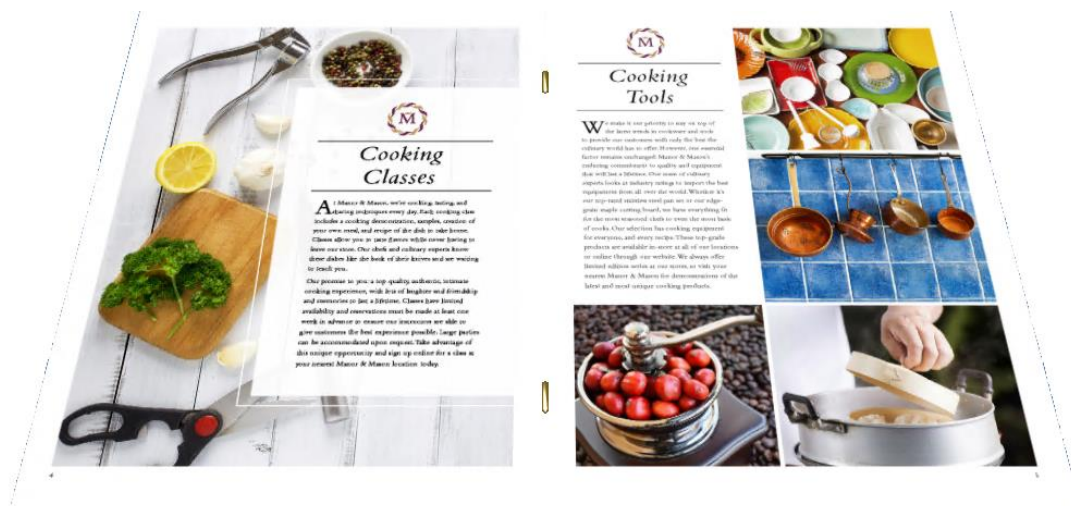 M
Cooking
Classes
At Manor & Mason, we're cooking, tasting, and
sharing techniques every day. Each cooking class
includes a cooking demonstration, samples, creation of
your own meal, and recipe of the dish to take home.
Classes allow you to taste flavors while never having to
leave our store. Our chefs and culinary experts know
these dishes like the back of their knives and are waiting
to teach you.
Our promise to you: a top-quality, authentic, intimate
cooking experience, with lots of laughter and friendship
and memories to last a lifetime. Classes have limited
availability and reservations must be made at least one
week in advance to ensure our instructors are able to
give customers the best experience possible. Large parties
can be accommodated upon request. Take advantage of
this unique opportunity and sign up online for a class at
your nearest Manor & Mason location today.
4
M
Cooking
Tools
We make it our priority to stay on top of
the latest trends in cookware and tools
to provide our customers with only the best the
culinary world has to offer. However, one essential
factor remains unchanged: Manor & Mason's
enduring commitment to quality and equipment
that will last a lifetime. Our team of culinary
experts looks at industry ratings to import the best
equipment from all over the world. Whether it's
our top-rated stainless steel pan set or our edge-
grain maple cutting board, we have everything fit
for the most seasoned chefs to even the most basic
of cooks. Our selection has cooking equipment
for everyone, and every recipe. These top-grade
products are available in-store at all of our locations
or online through our website. We always offer
limited edition series at our stores, so visit your
nearest Manor & Mason for demonstrations of the
latest and most unique cooking products.